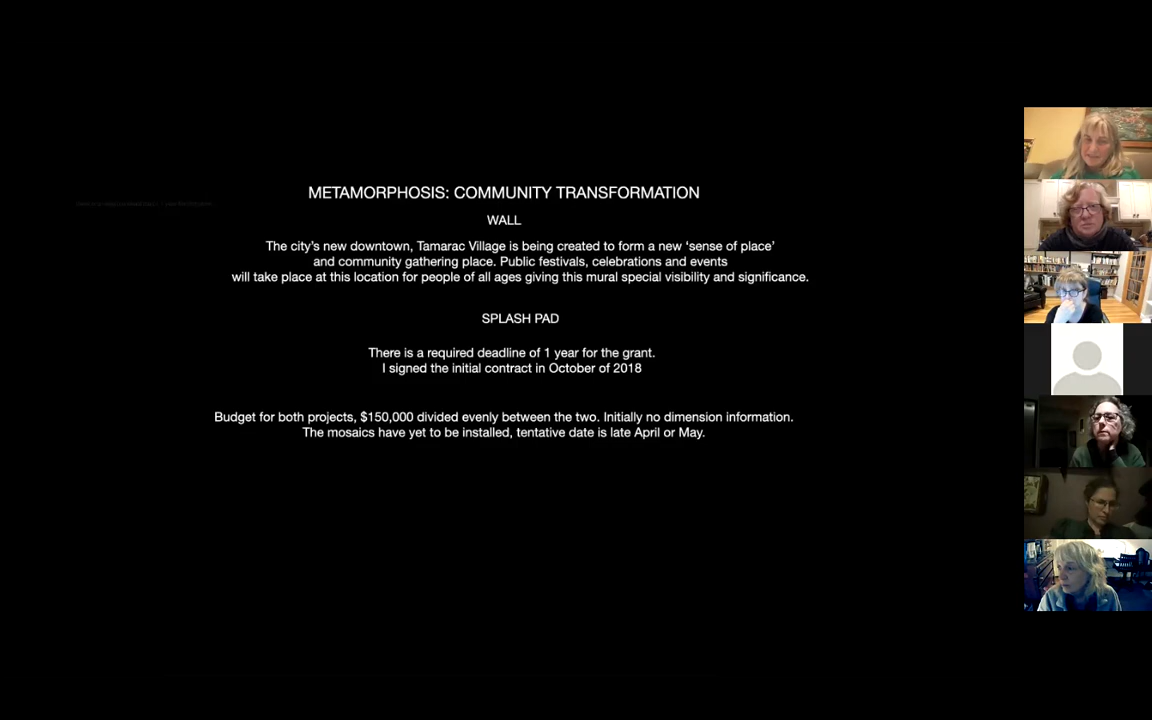 METAMORPHOSIS: COMMUNITY TRANSFORMATION
WALL
The city's new downtown, Tamarac Village is being created to form a new 'sense of place'
and community gathering place. Public festivals, celebrations and events
will take place at this location for people of all ages giving this mural special visibility and significance.
SPLASH PAD
There is a required deadline of 1 year for the grant.
I signed the initial contract in October of 2018
Budget for both projects, $150,000 divided evenly between the two. Initially no dimension information.
The mosaics have yet to be installed, tentative date is late April or May.